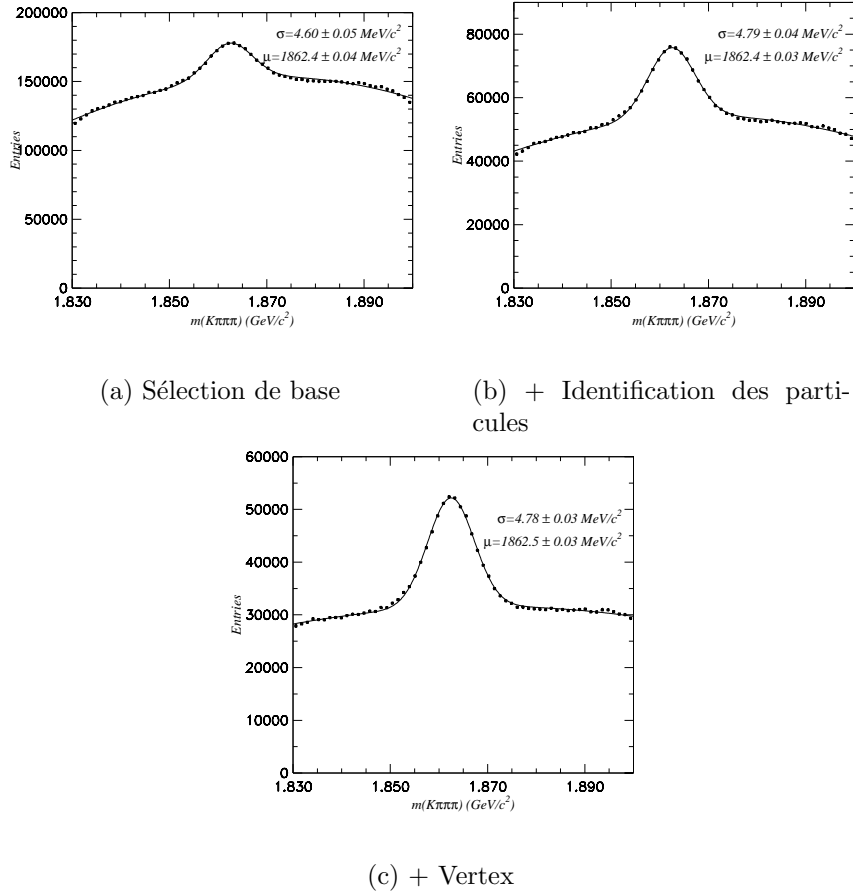 200000
150000
100000
50000
0
Entries
σ=4.60 ± 0.05 MeV/c²
μ=1862.4 ± 0.04 MeV/c²
1.830 1.850 1.870 1.890
m(Kπππ) (GeV/c²)
(a) Sélection de base
80000
60000
40000
20000
0
Entries
σ=4.79 ± 0.04 MeV/c²
μ=1862.4 ± 0.03 MeV/c²
1.830 1.850 1.870 1.890
m(Kπππ) (GeV/c²)
(b) + Identification des parti-
cules
60000
50000
40000
30000
20000
10000
0
Entries
σ=4.78 ± 0.03 MeV/c²
μ=1862.5 ± 0.03 MeV/c²
1.830 1.850 1.870 1.890
m(Kπππ) (GeV/c²)
(c) + Vertex